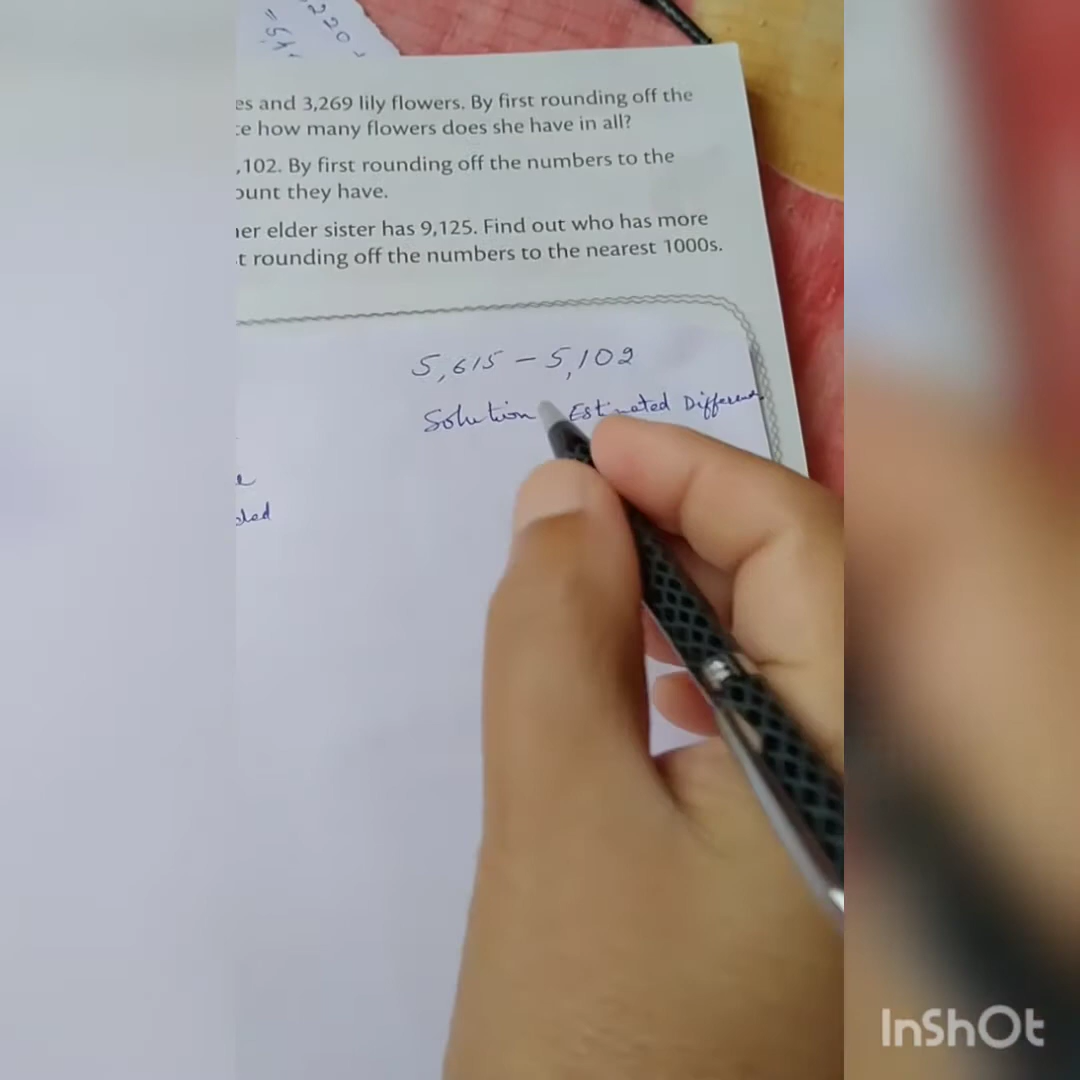 220
es and 3,269 lily flowers. By first rounding off the
e how many flowers does she have in all?
,102. By first rounding off the numbers to the
ount they have.
er elder sister has 9,125. Find out who has more
t rounding off the numbers to the nearest 1000s.
5,615 - 5,102
Solution Estimated Difference
InShOt